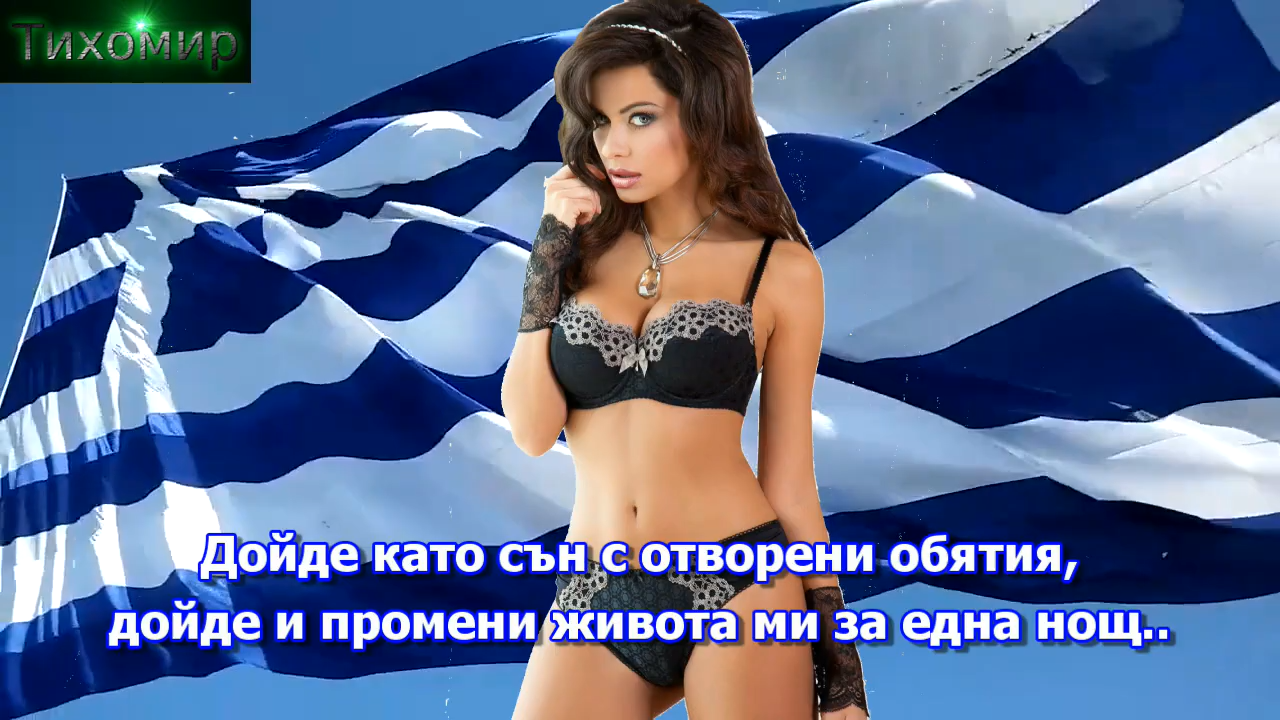 Тихомир
Дойде като сън с отворени обятия,
дойде и промени живота ми за една нощ..